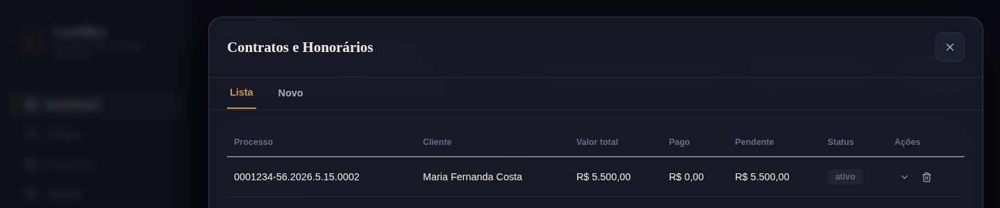 Contratos e Honorários
Lista Novo
Processo Cliente Valor total Pago Pendente Status Ações
0001234-56.2026.5.15.0002 Maria Fernanda Costa R$ 5.500,00 R$ 0,00 R$ 5.500,00 ativo